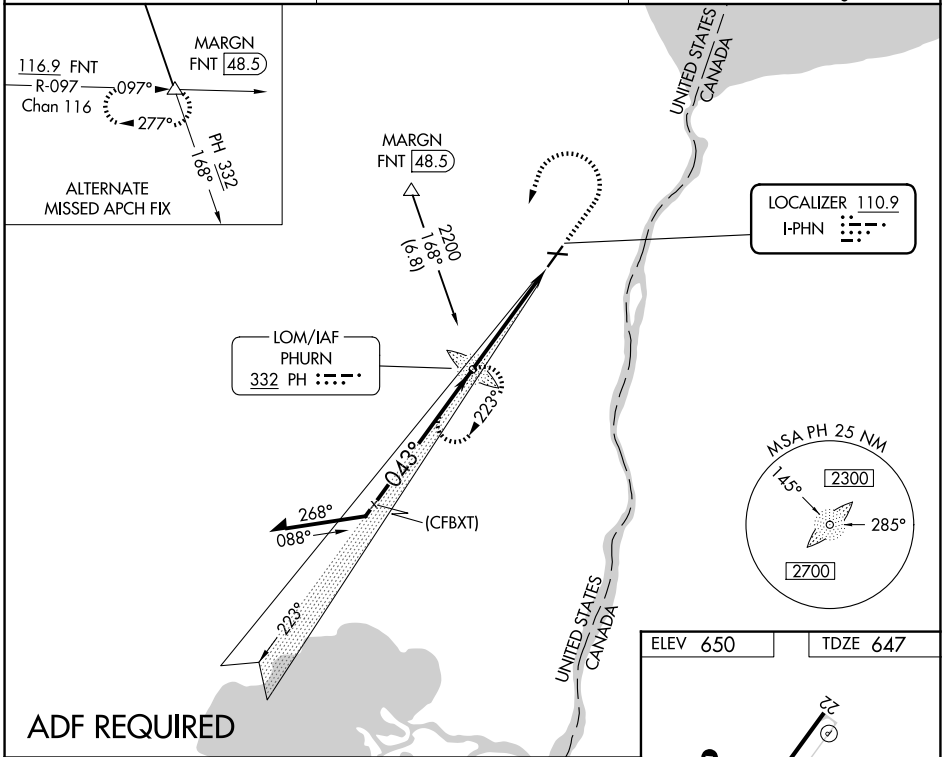 MARGN
FNT 48.5
116.9 FNT
R-097
097°
Chan 116
277°
PH 332
168°
ALTERNATE
MISSED APCH FIX
MARGN
FNT 48.5
2200
168°
(6.8)
UNITED STATES
CANADA
LOCALIZER 110.9
I-PHN
LOM/IAF
PHURN
332 PH
223°
043°
(CFBXT)
268°
088°
223°
MSA PH 25 NM
145°
2300
285°
2700
UNITED STATES
CANADA
ELEV 650
TDZE 647
22
P
ADF REQUIRED